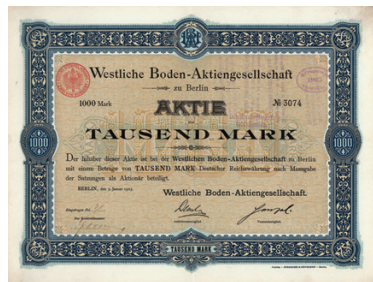 Westliche Boden-Aktiengesellschaft
zu Berlin
1000 Mark
AKTIE
№ 3074
TAUSEND MARK
1000
1000
Der Inhaber dieser Aktie ist bei der Westlichen Boden-Aktiengesellschaft zu Berlin
mit einem Betrage von TAUSEND MARK Deutscher Reichswährung nach Massgabe
der Satzungen als Aktionär beteiligt.
BERLIN, den
Westliche Boden-Aktiengesellschaft.
TAUSEND MARK